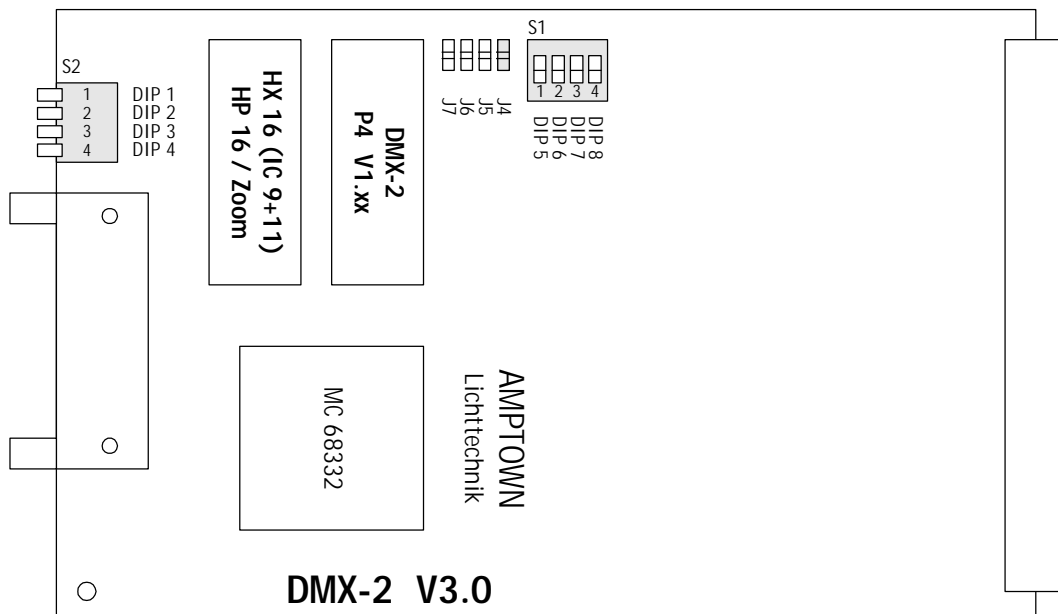 S1
S2
1 DIP 1
2 DIP 2
3 DIP 3
4 DIP 4
HX 16 (IC 9+11)
HP 16 / Zoom
DMX-2
P4 V1.xx
J7
J6
J5
J4
1 2 3 4
DIP 5
DIP 6
DIP 7
DIP 8
MC 68332
AMPTOWN
Lichttechnik
DMX-2 V3.0